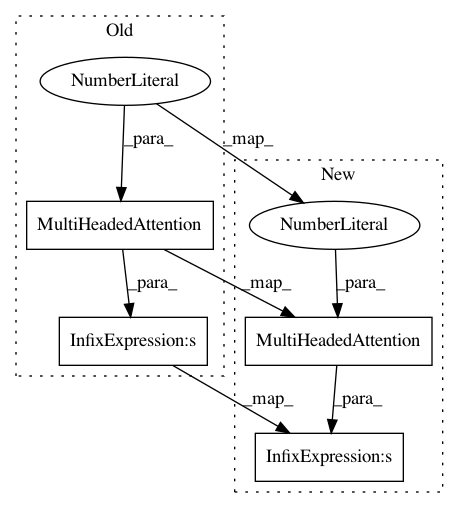 Old
NumberLiteral
_para_
_map_
New
MultiHeadedAttention
NumberLiteral
_para_
_map_
_para_
InfixExpression:s
MultiHeadedAttention
_map_
_para_
InfixExpression:s